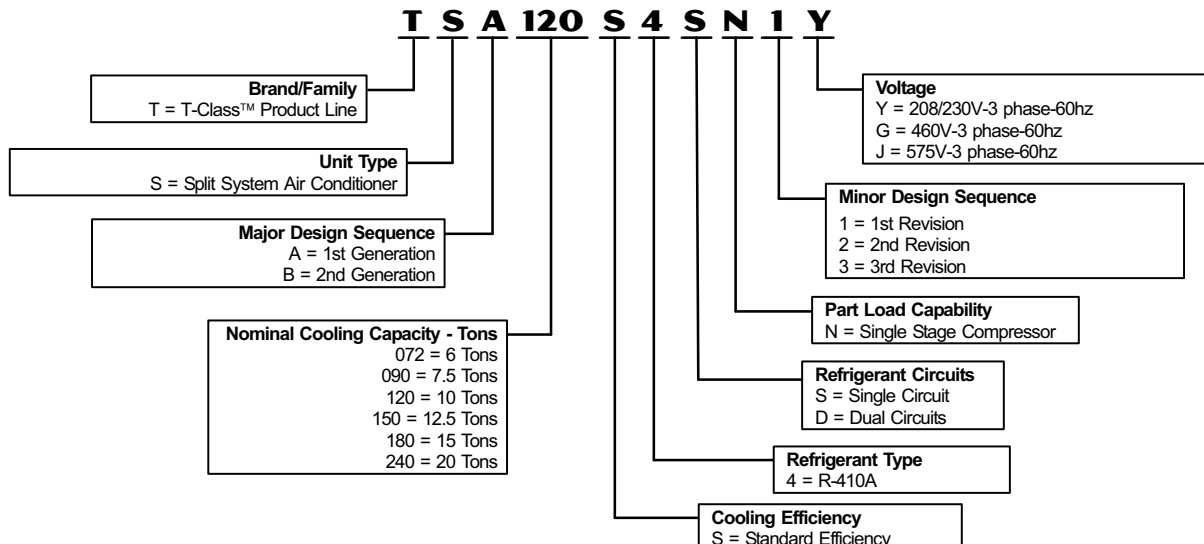 T S A 120 S 4 S N 1 Y
Brand/Family
T = T-Class™ Product Line
Unit Type
S = Split System Air Conditioner
Major Design Sequence
A = 1st Generation
B = 2nd Generation
Nominal Cooling Capacity - Tons
072 = 6 Tons
090 = 7.5 Tons
120 = 10 Tons
150 = 12.5 Tons
180 = 15 Tons
240 = 20 Tons
Voltage
Y = 208/230V-3 phase-60hz
G = 460V-3 phase-60hz
J = 575V-3 phase-60hz
Minor Design Sequence
1 = 1st Revision
2 = 2nd Revision
3 = 3rd Revision
Part Load Capability
N = Single Stage Compressor
Refrigerant Circuits
S = Single Circuit
D = Dual Circuits
Refrigerant Type
4 = R-410A
Cooling Efficiency
S = Standard Efficiency